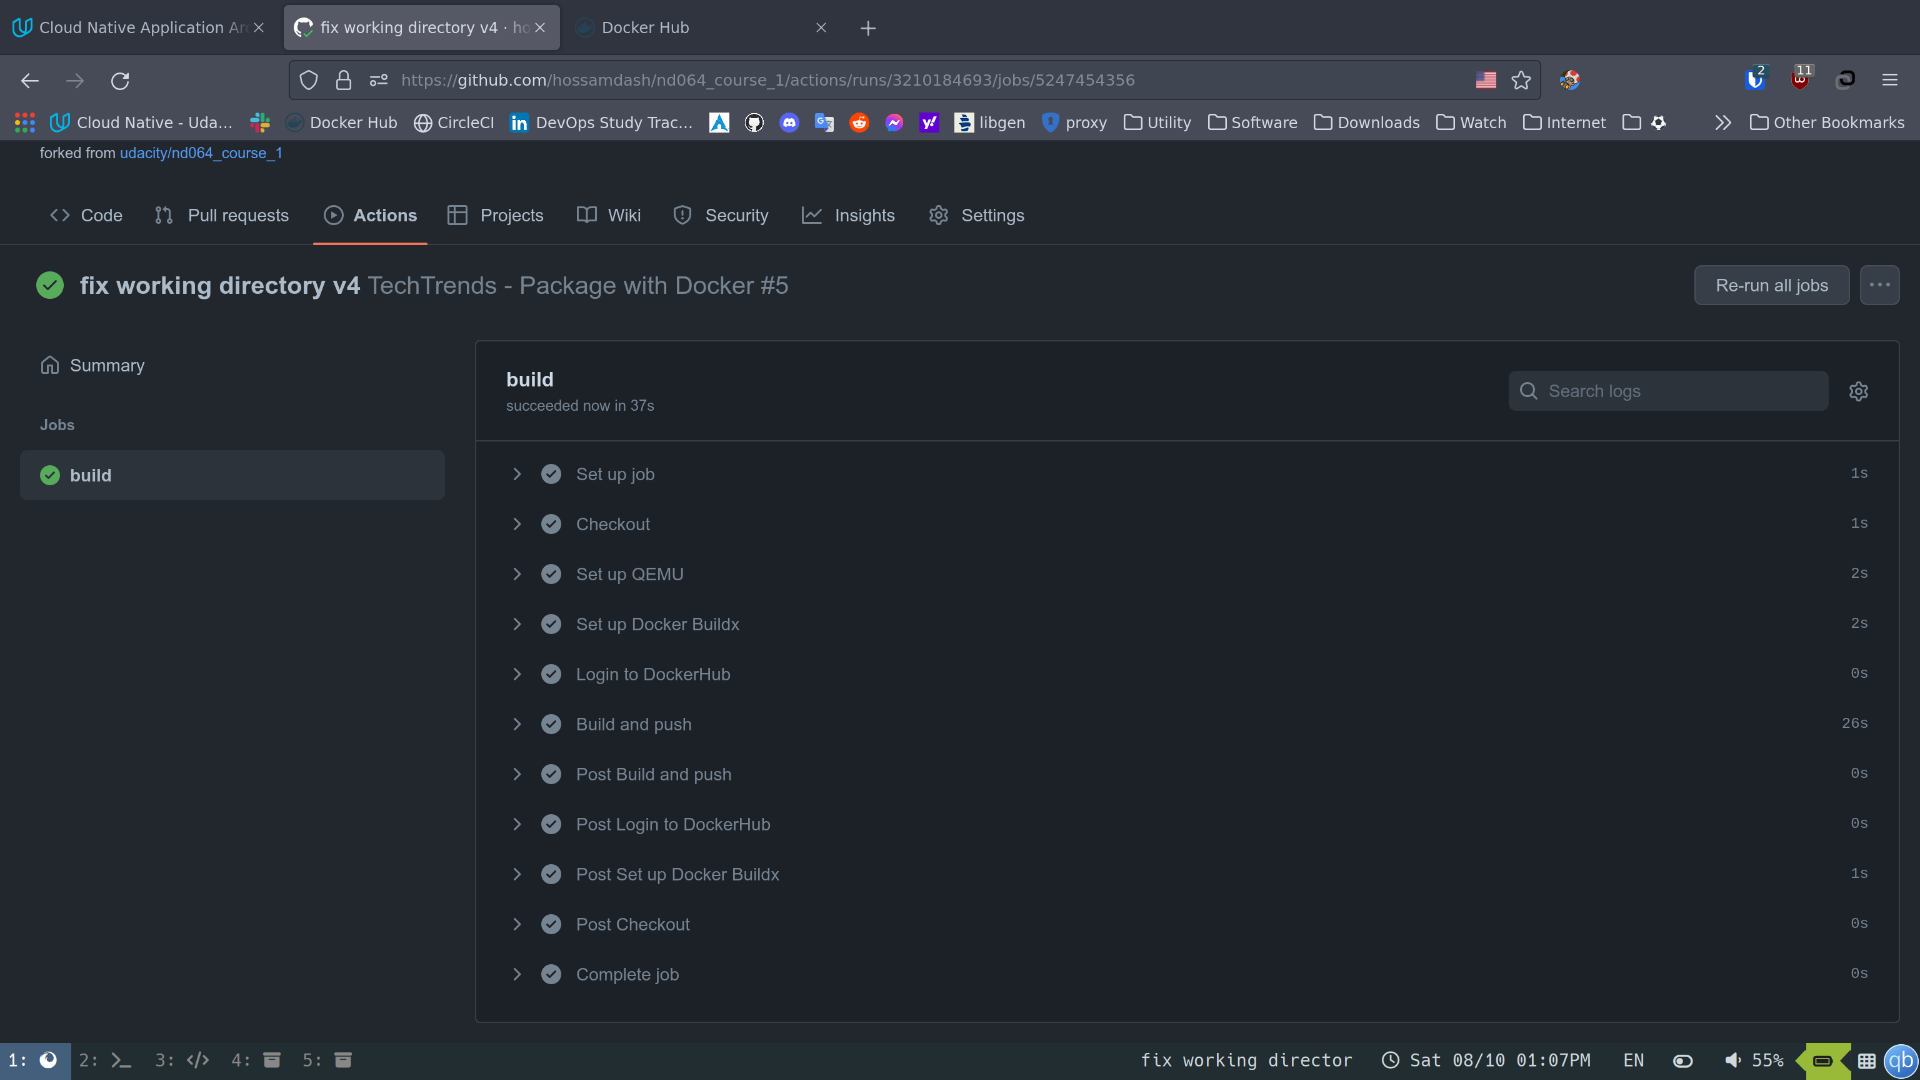 Cloud Native Application Ar
fix working directory v4 · ho
Docker Hub
https://github.com/hossamdash/nd064_course_1/actions/runs/3210184693/jobs/5247454356
2
11
Cloud Native - Uda...
Docker Hub
CircleCI
DevOps Study Trac...
libgen
proxy
Utility
Software
Downloads
Watch
Internet
Other Bookmarks
forked from udacity/nd064_course_1
Code
Pull requests
Actions
Projects
Wiki
Security
Insights
Settings
fix working directory v4 TechTrends - Package with Docker #5
Re-run all jobs
Summary
Jobs
build
build
succeeded now in 37s
Search logs
Set up job 1s
Checkout 1s
Set up QEMU 2s
Set up Docker Buildx 2s
Login to DockerHub 0s
Build and push 26s
Post Build and push 0s
Post Login to DockerHub 0s
Post Set up Docker Buildx 1s
Post Checkout 0s
Complete job 0s
1:
2:
3:
4:
5:
fix working director
Sat 08/10 01:07PM
EN
55%
qb